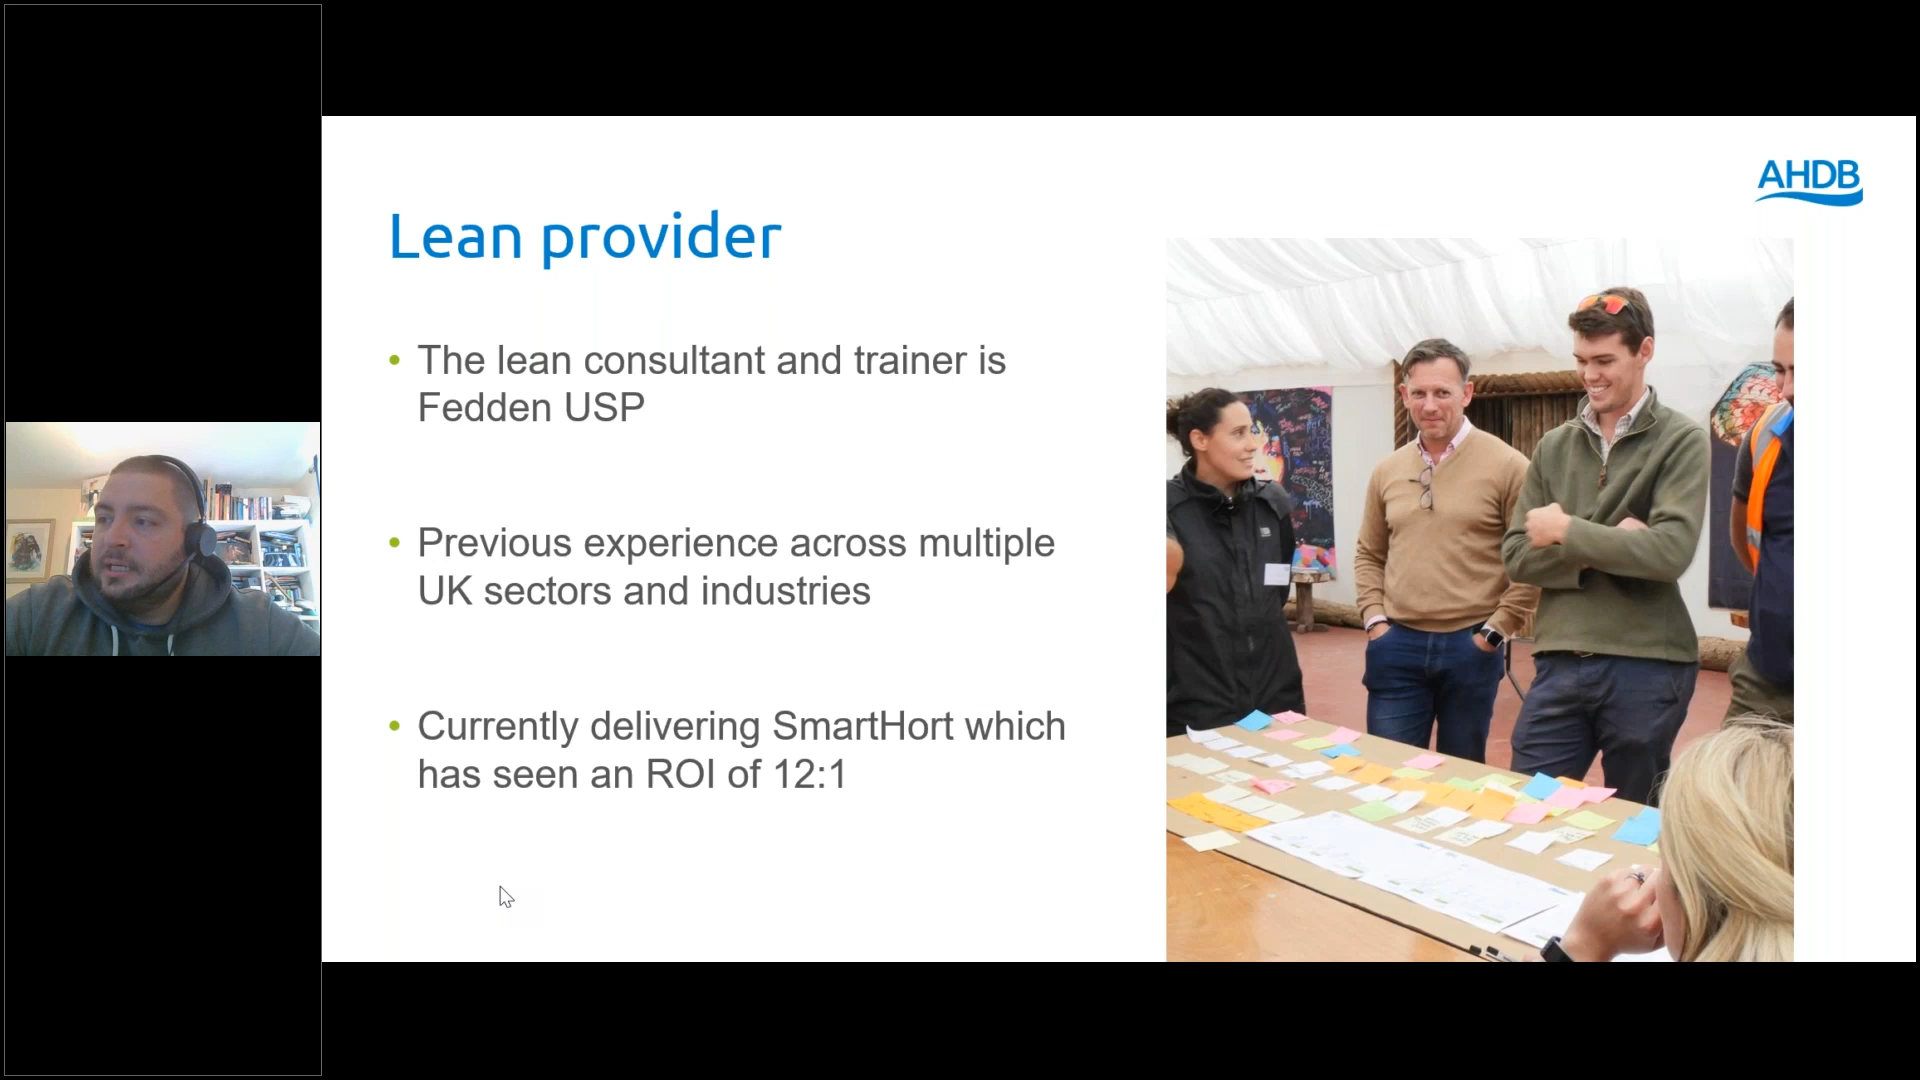 AHDB
Lean provider
• The lean consultant and trainer is
Fedden USP
• Previous experience across multiple
UK sectors and industries
• Currently delivering SmartHort which
has seen an ROI of 12:1